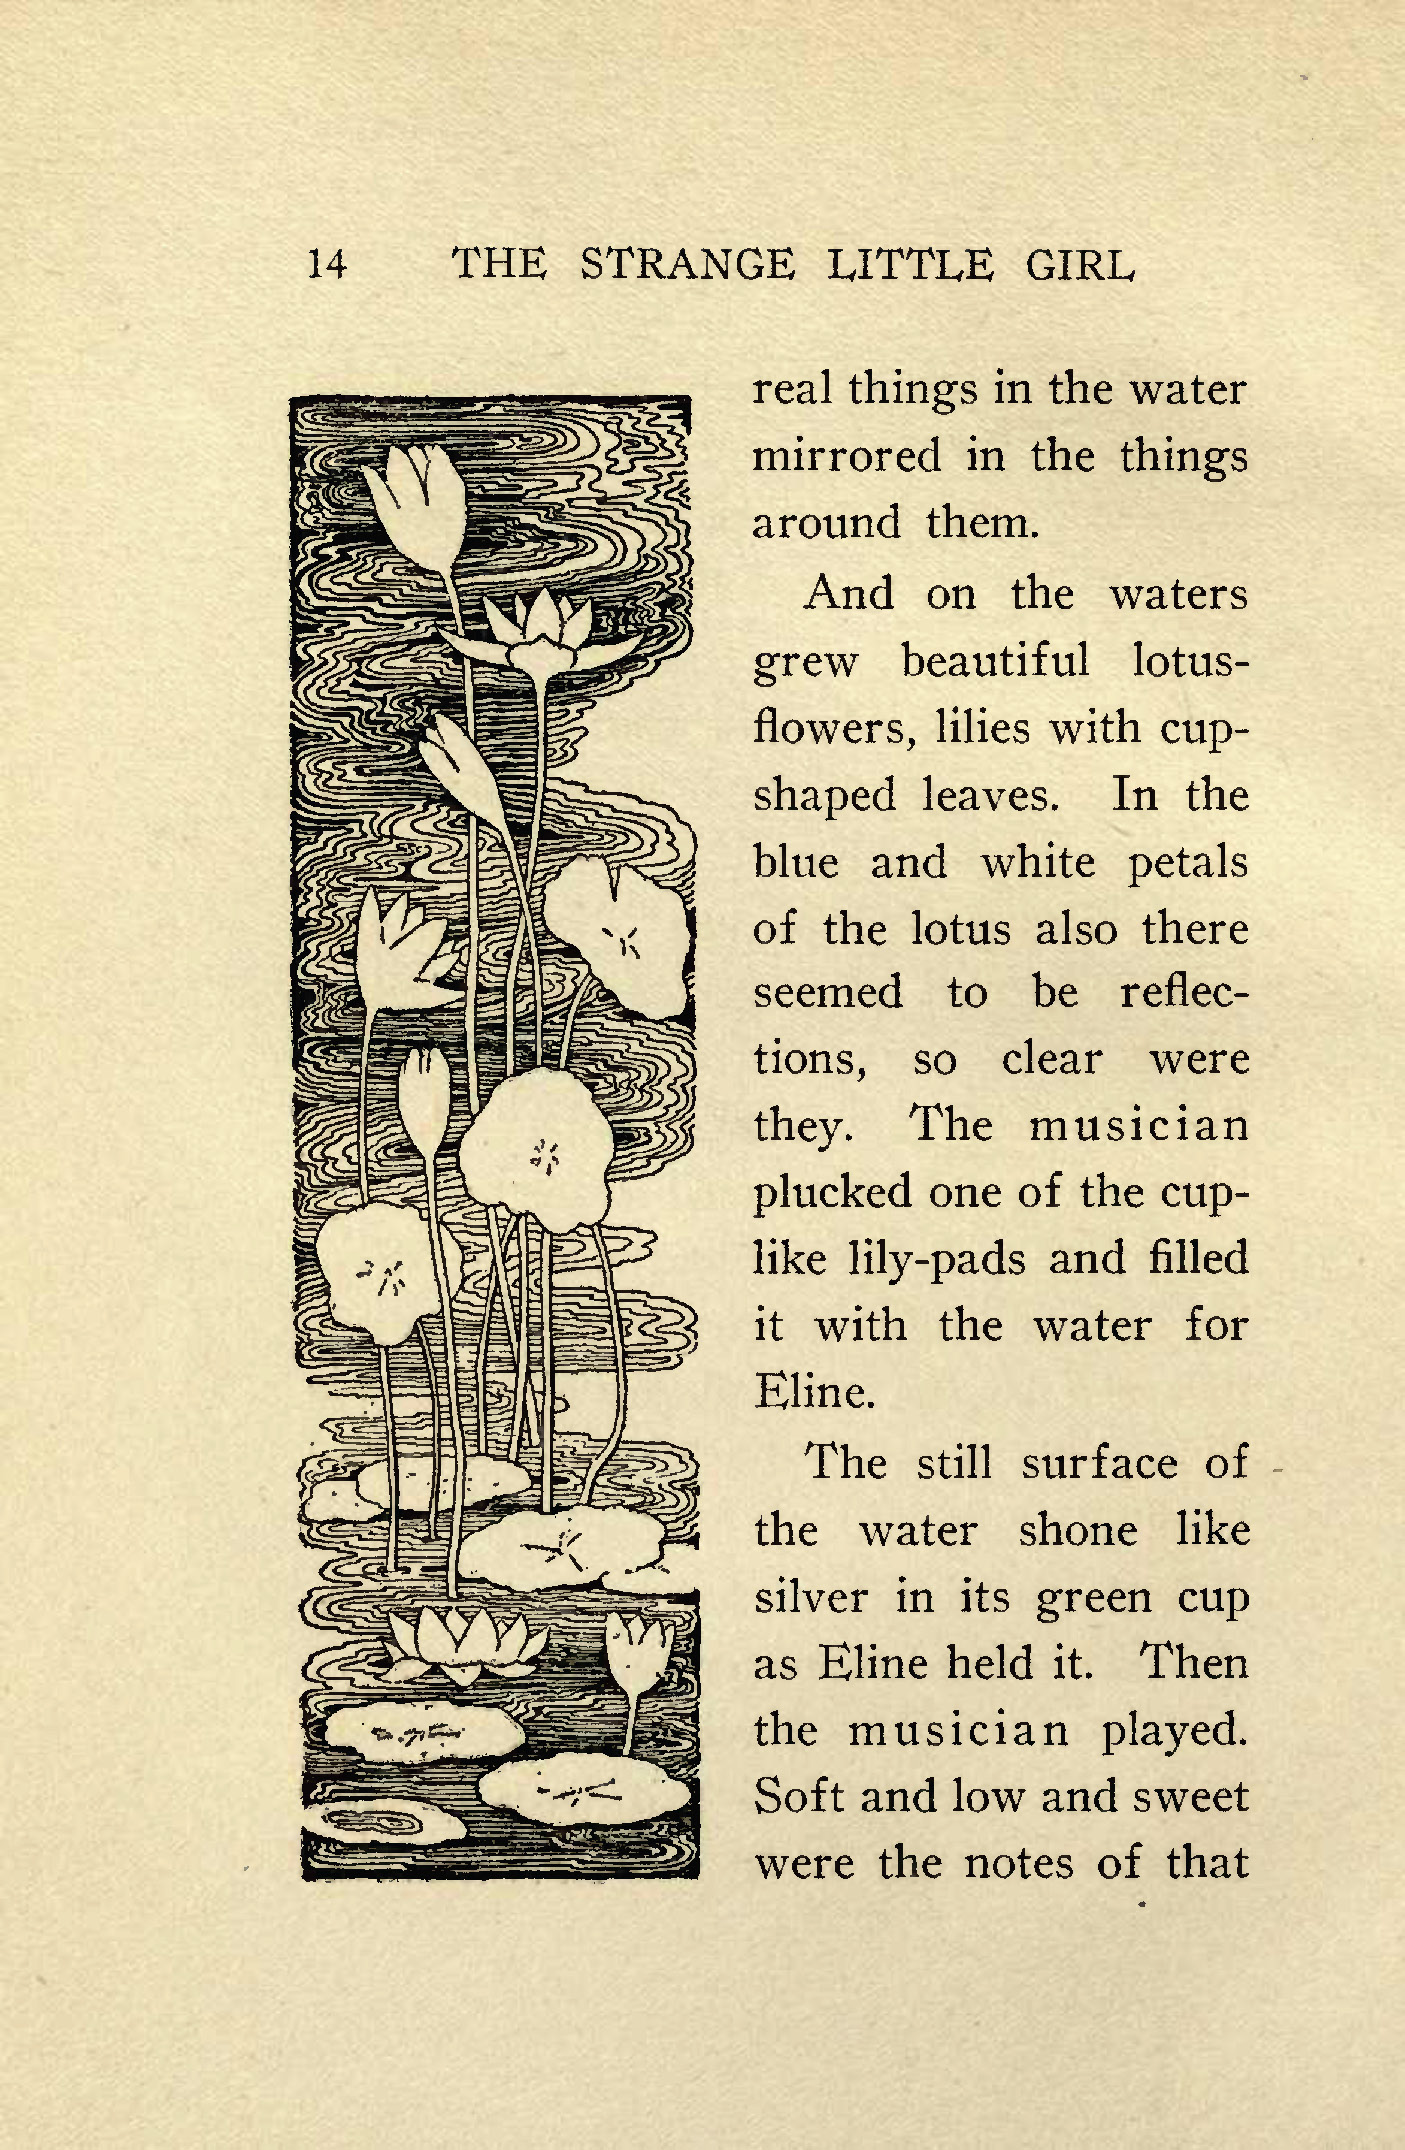 14 THE STRANGE LITTLE GIRL
real things in the water
mirrored in the things
around them.
And on the waters
grew beautiful lotus-
flowers, lilies with cup-
shaped leaves. In the
blue and white petals
of the lotus also there
seemed to be reflec-
tions, so clear were
they. The musician
plucked one of the cup-
like lily-pads and filled
it with the water for
Eline.
The still surface of
the water shone like
silver in its green cup
as Eline held it. Then
the musician played.
Soft and low and sweet
were the notes of that